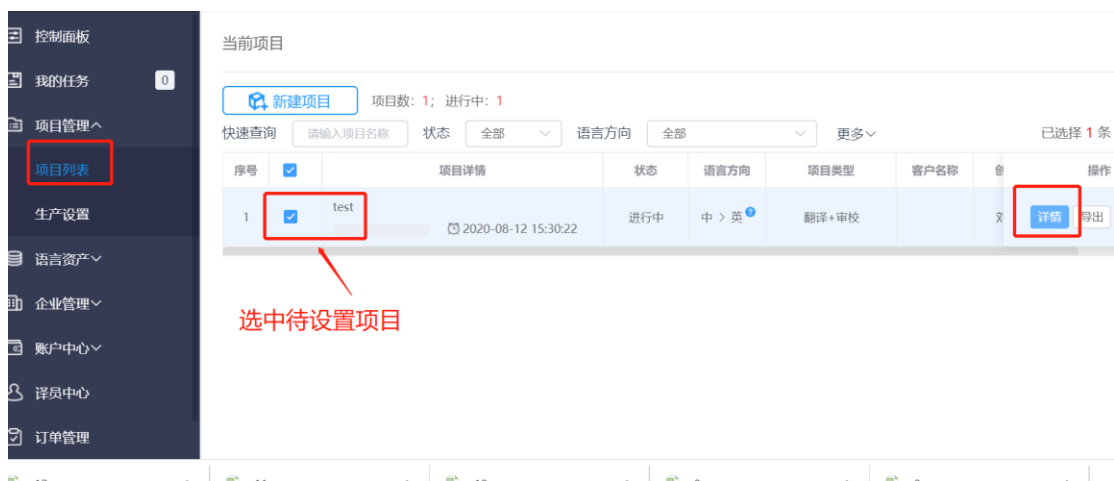 控制面板
我的任务 0
项目管理
项目列表
生产设置
语言资产
企业管理
账户中心
译员中心
订单管理
当前项目
新建项目 项目数：1；进行中：1
快速查询 请输入项目名称 状态 全部 语言方向 全部 更多 已选择 1 条
序号 项目详情 状态 语言方向 项目类型 客户名称 操作
1 test 2020-08-12 15:30:22 进行中 中 > 英 翻译+审校 详情 导出
选中待设置项目